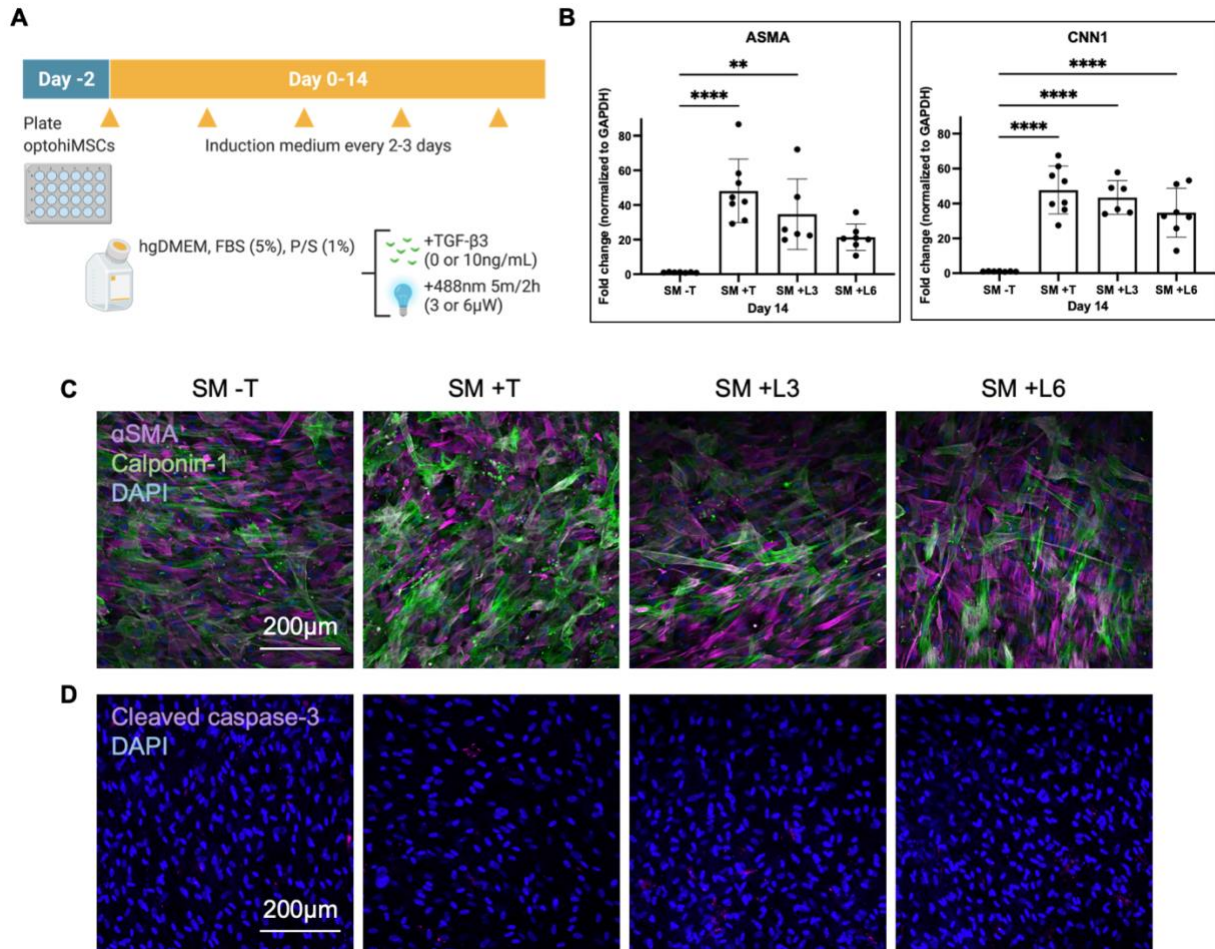 A
Day -2
Day 0-14
Plate
optohiMSCs
Induction medium every 2-3 days
hgDMEM, FBS (5%), P/S (1%)
+TGF-β3
(0 or 10ng/mL)
+488nm 5m/2h
(3 or 6µW)
B
ASMA
**
****
Fold change (normalized to GAPDH)
80
60
40
20
0
SM -T
SM +T
SM +L3
SM +L6
Day 14
CNN1
****
****
****
Fold change (normalized to GAPDH)
80
60
40
20
0
SM -T
SM +T
SM +L3
SM +L6
Day 14
C
SM -T
SM +T
SM +L3
SM +L6
αSMA
Calponin-1
DAPI
200µm
D
Cleaved caspase-3
DAPI
200µm